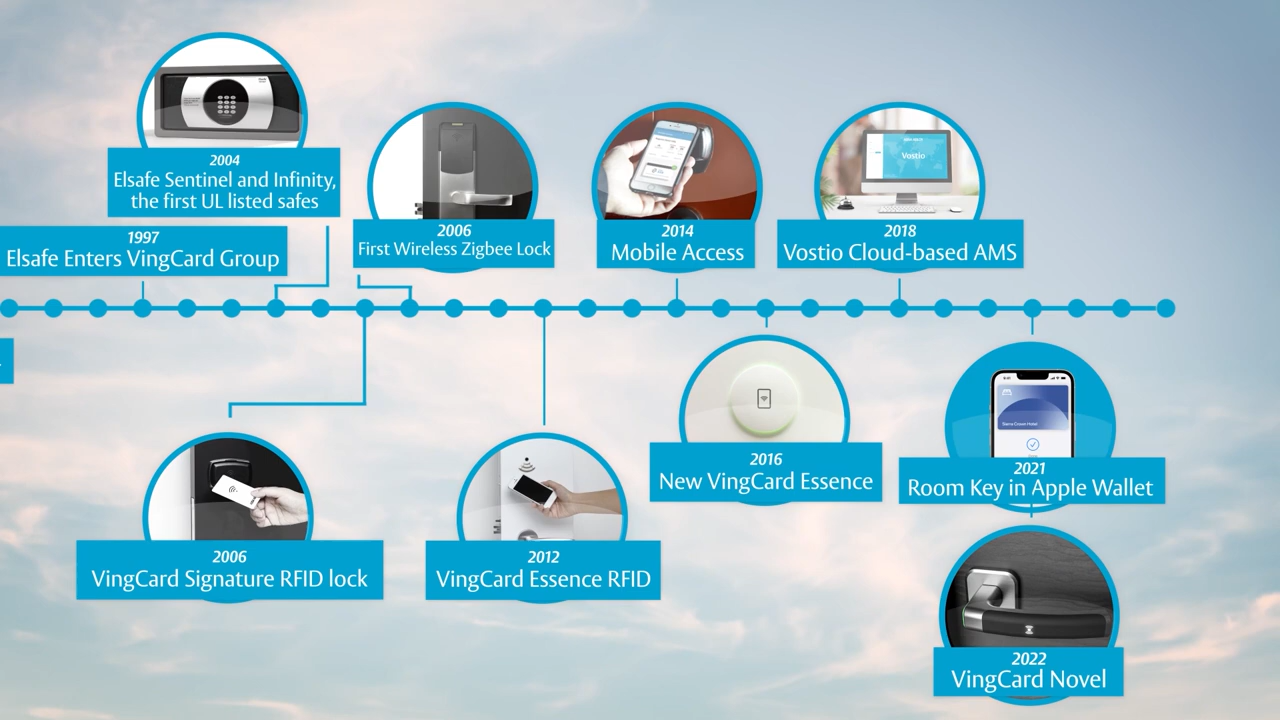 2004
Elsafe Sentinel and Infinity,
the first UL listed safes
1997
Elsafe Enters VingCard Group
2006
First Wireless Zigbee Lock
2014
Mobile Access
Vostio
2018
Vostio Cloud-based AMS
2006
VingCard Signature RFID lock
2012
VingCard Essence RFID
2016
New VingCard Essence
2021
Room Key in Apple Wallet
2022
VingCard Novel